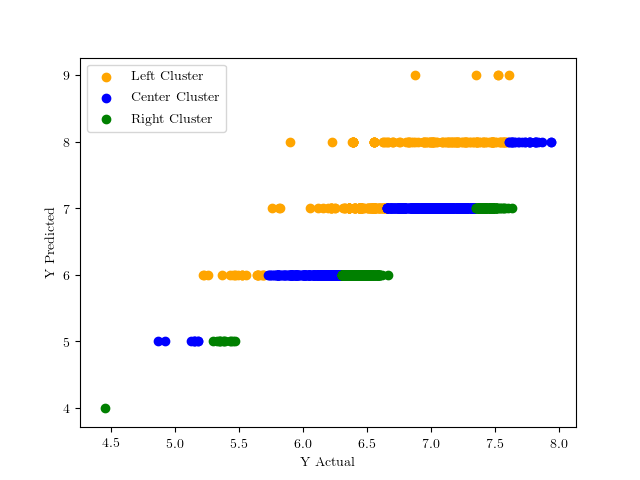 9
8
7
6
5
4
Y Predicted
Left Cluster
Center Cluster
Right Cluster
4.5 5.0 5.5 6.0 6.5 7.0 7.5 8.0
Y Actual